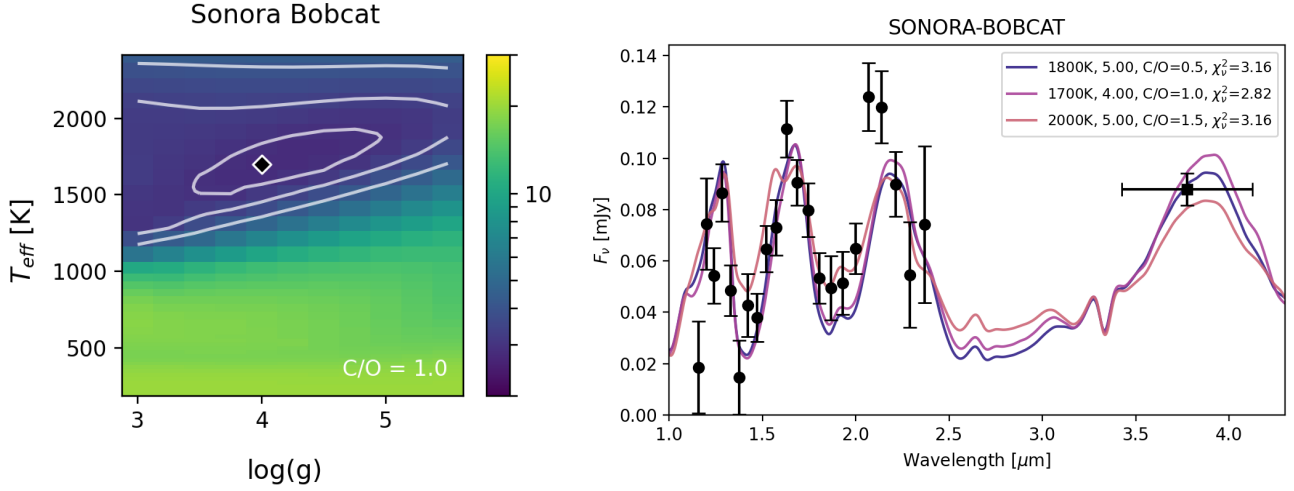 Sonora Bobcat
T_eff [K]
2000
1500
1000
500
C/O = 1.0
3
4
5
log(g)
10
SONORA-BOBCAT
1800K, 5.00, C/O=0.5, χ²ᵥ=3.16
1700K, 4.00, C/O=1.0, χ²ᵥ=2.82
2000K, 5.00, C/O=1.5, χ²ᵥ=3.16
F_ν [mJy]
0.14
0.12
0.10
0.08
0.06
0.04
0.02
0.00
1.0
1.5
2.0
2.5
3.0
3.5
4.0
Wavelength [μm]